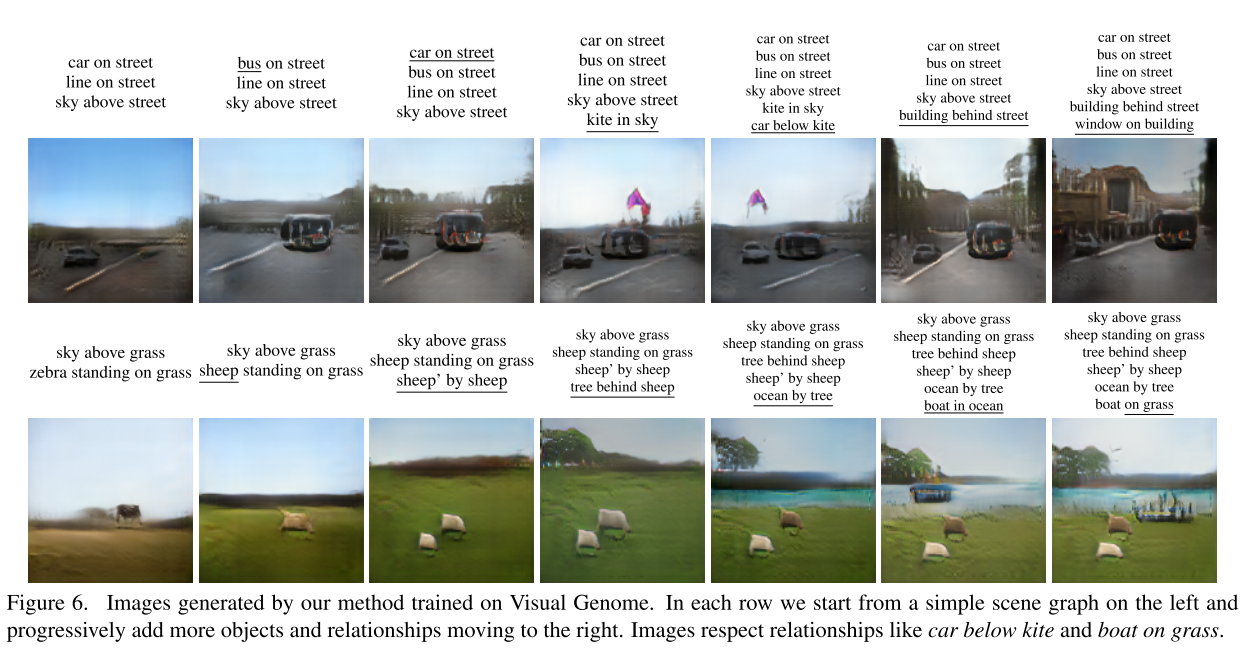 car on street
line on street
sky above street
bus on street
line on street
sky above street
car on street
bus on street
line on street
sky above street
car on street
bus on street
line on street
sky above street
kite in sky
car on street
bus on street
line on street
sky above street
kite in sky
car below kite
car on street
bus on street
line on street
sky above street
building behind street
car on street
bus on street
line on street
sky above street
building behind street
window on building
sky above grass
zebra standing on grass
sky above grass
sheep standing on grass
sky above grass
sheep standing on grass
sheep' by sheep
sky above grass
sheep standing on grass
sheep' by sheep
tree behind sheep
sky above grass
sheep standing on grass
tree behind sheep
sheep' by sheep
ocean by tree
sky above grass
sheep standing on grass
tree behind sheep
sheep' by sheep
ocean by tree
boat in ocean
sky above grass
sheep standing on grass
tree behind sheep
sheep' by sheep
ocean by tree
boat on grass
Figure 6. Images generated by our method trained on Visual Genome. In each row we start from a simple scene graph on the left and
progressively add more objects and relationships moving to the right. Images respect relationships like car below kite and boat on grass.